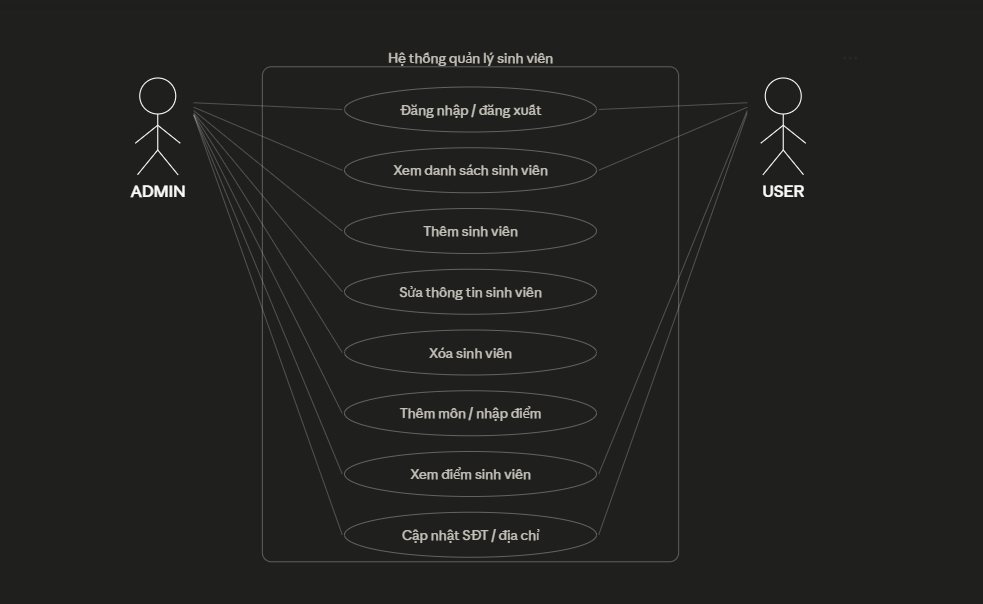 Hệ thống quản lý sinh viên
Đăng nhập / đăng xuất
Xem danh sách sinh viên
ADMIN
USER
Thêm sinh viên
Sửa thông tin sinh viên
Xóa sinh viên
Thêm môn / nhập điểm
Xem điểm sinh viên
Cập nhật SĐT / địa chỉ